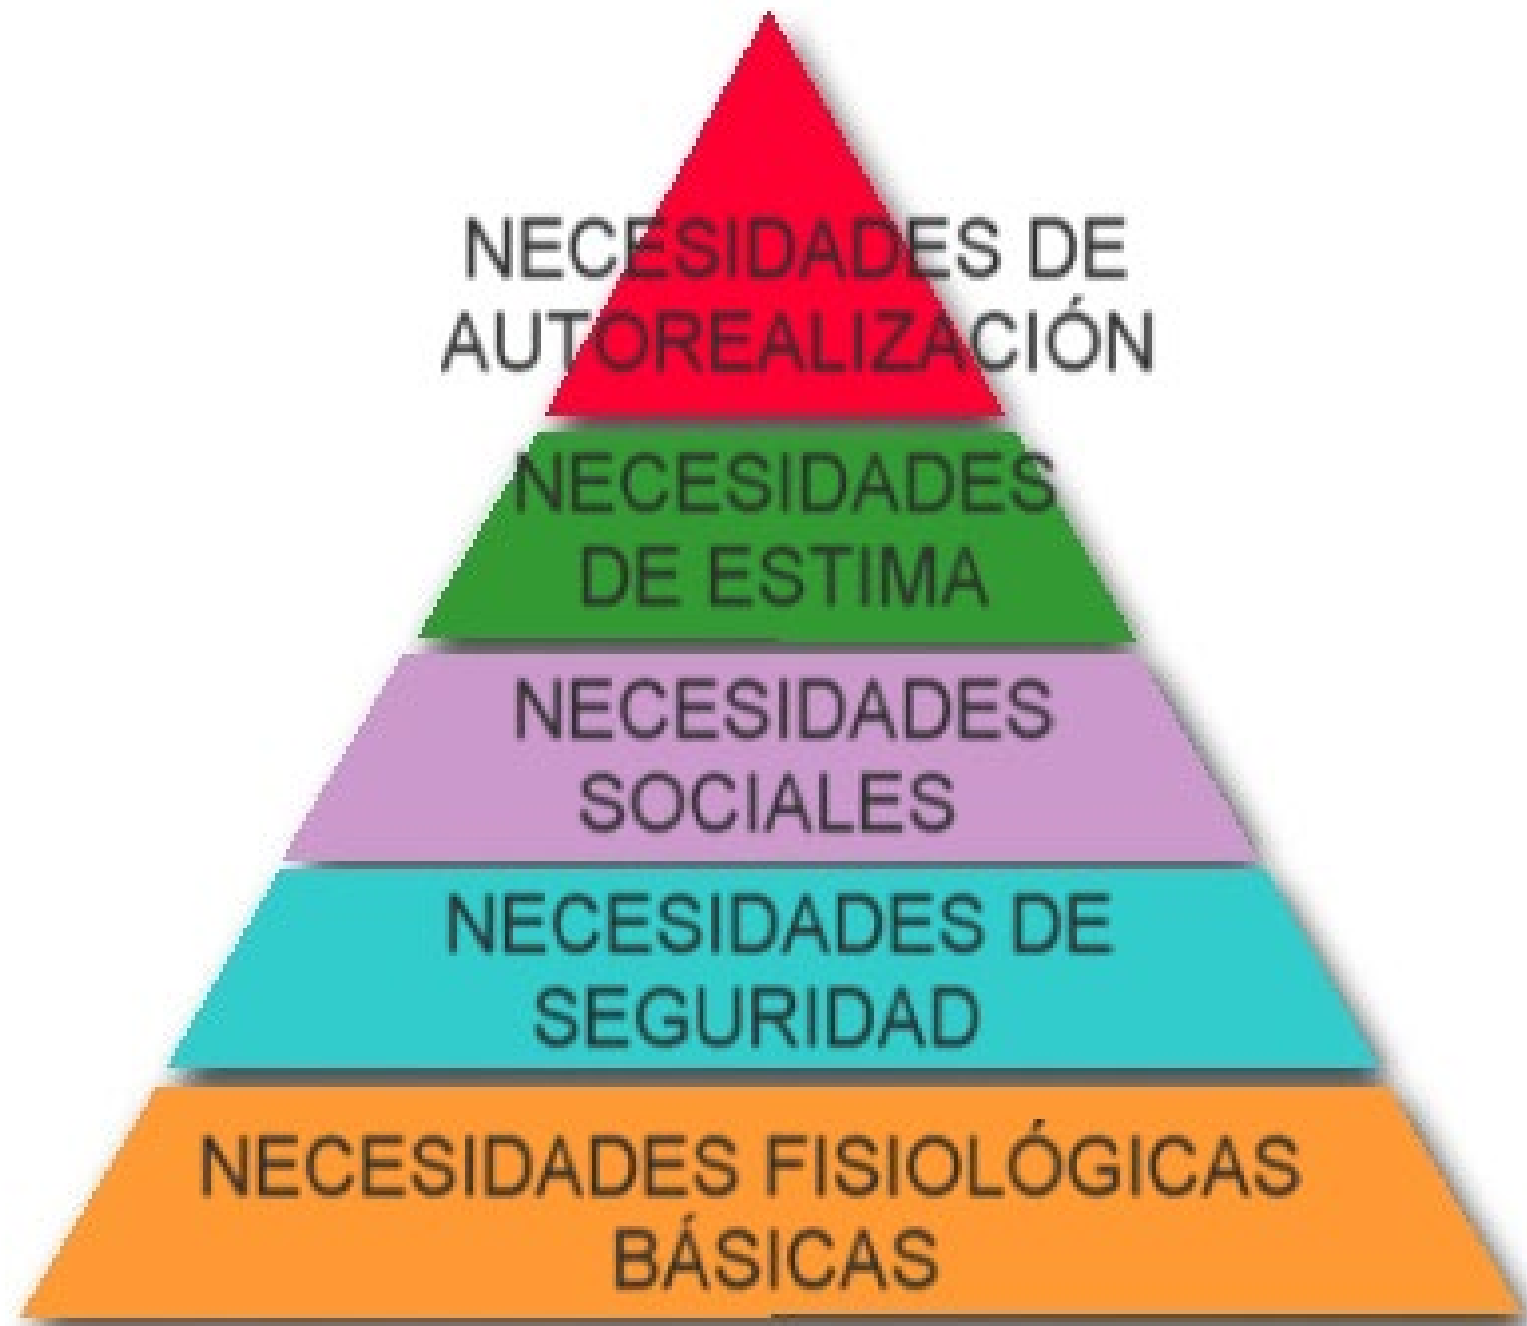 NECESIDADES DE
AUTOREALIZACIÓN
NECESIDADES
DE ESTIMA
NECESIDADES
SOCIALES
NECESIDADES DE
SEGURIDAD
NECESIDADES FISIOLÓGICAS
BÁSICAS